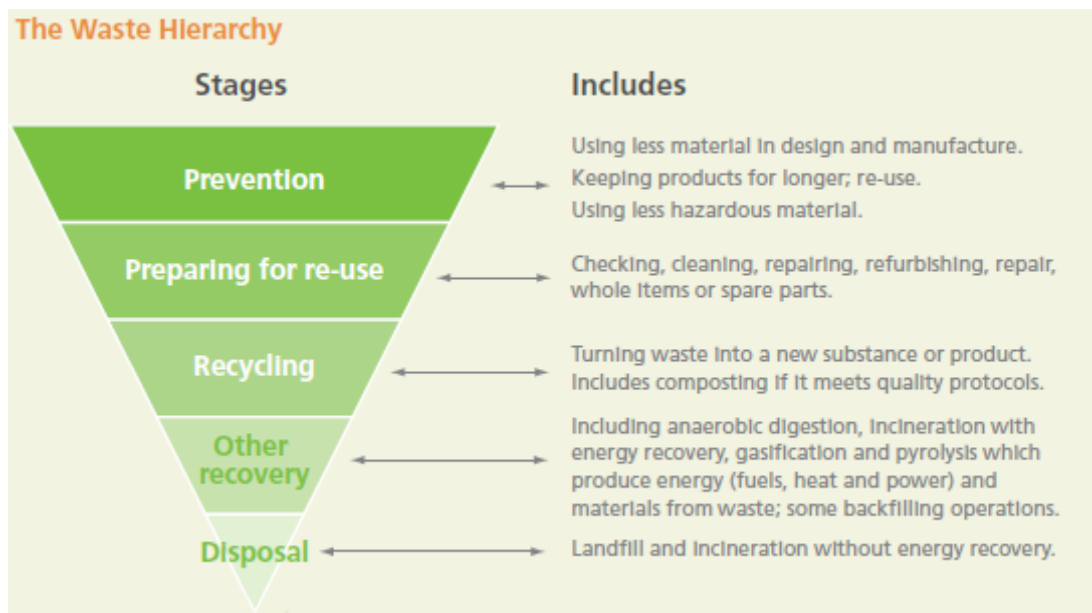 The Waste Hierarchy
Stages
Includes
Prevention
Using less material in design and manufacture.
Keeping products for longer; re-use.
Using less hazardous material.
Preparing for re-use
Checking, cleaning, repairing, refurbishing, repair,
whole items or spare parts.
Recycling
Turning waste into a new substance or product.
Includes composting if it meets quality protocols.
Other
recovery
Including anaerobic digestion, incineration with
energy recovery, gasification and pyrolysis which
produce energy (fuels, heat and power) and
materials from waste; some backfilling operations.
Disposal
Landfill and incineration without energy recovery.